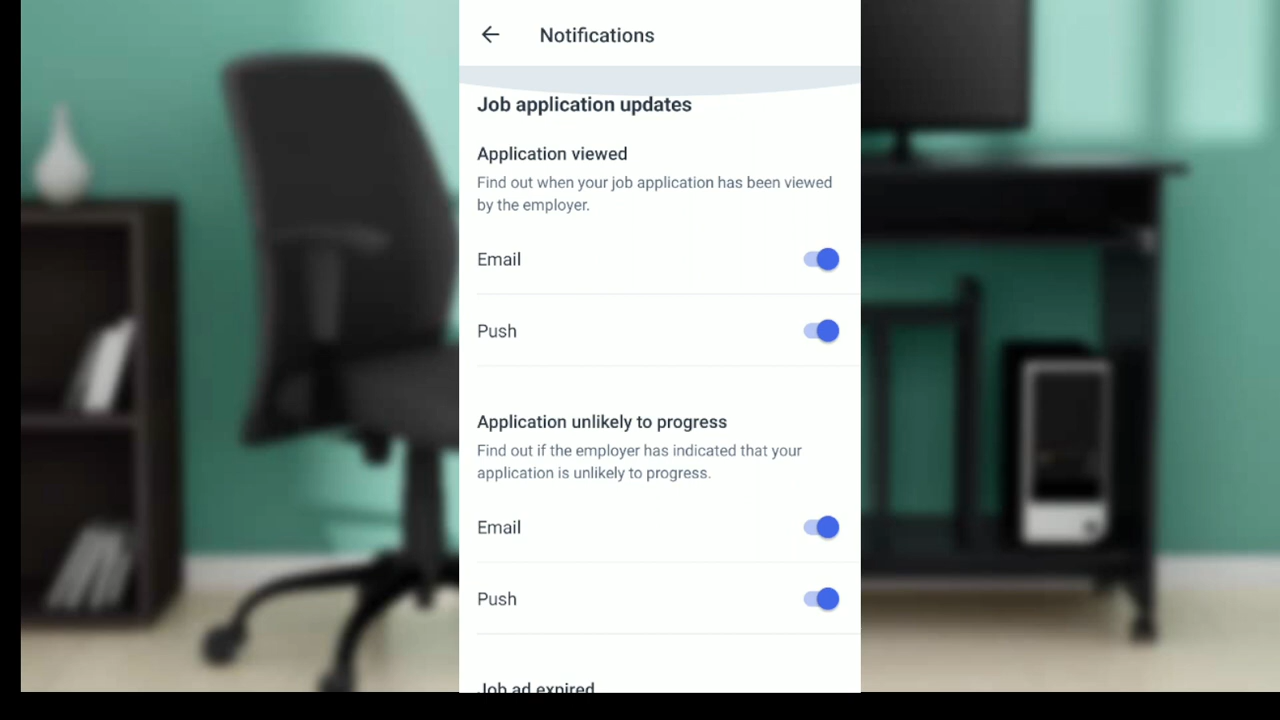 Notifications
Job application updates
Application viewed
Find out when your job application has been viewed
by the employer.
Email
Push
Application unlikely to progress
Find out if the employer has indicated that your
application is unlikely to progress.
Email
Push
Job ad expired